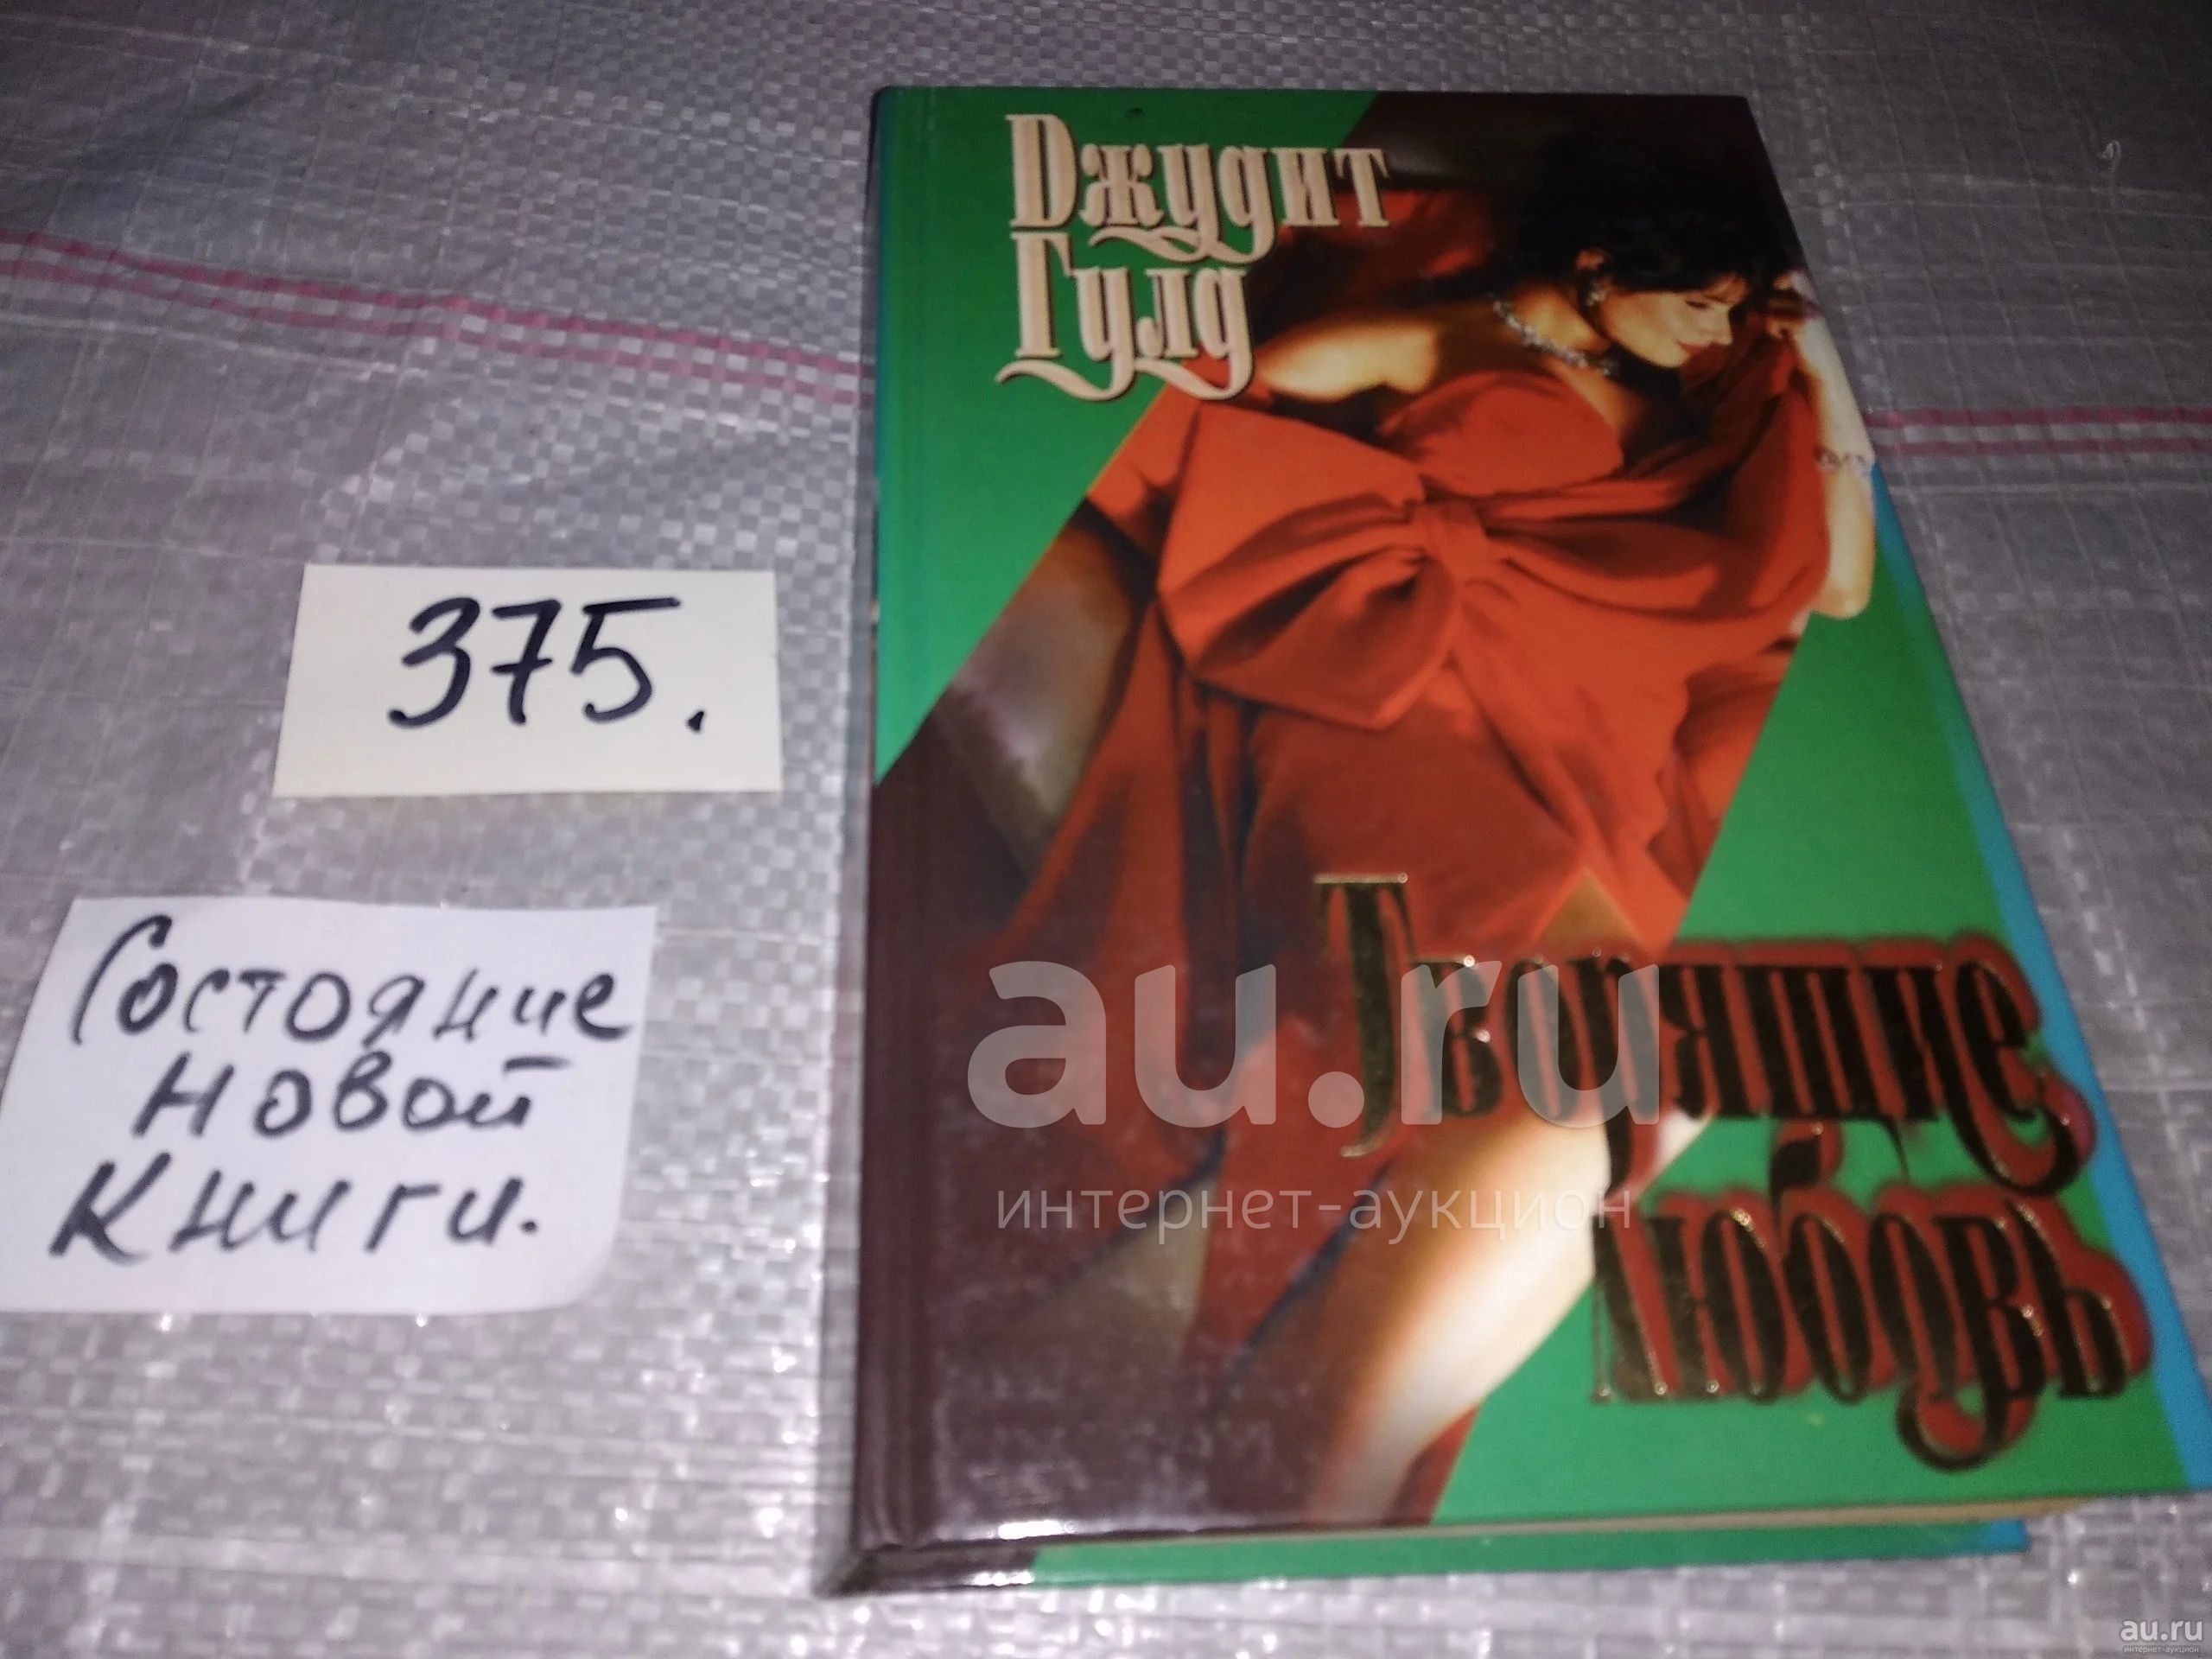 Джудит
Гулд
375.
Состояние
новой
книги.
Творящие
любовь
au.ru
интернет-аукцион
au.ru
интернет-аукцион